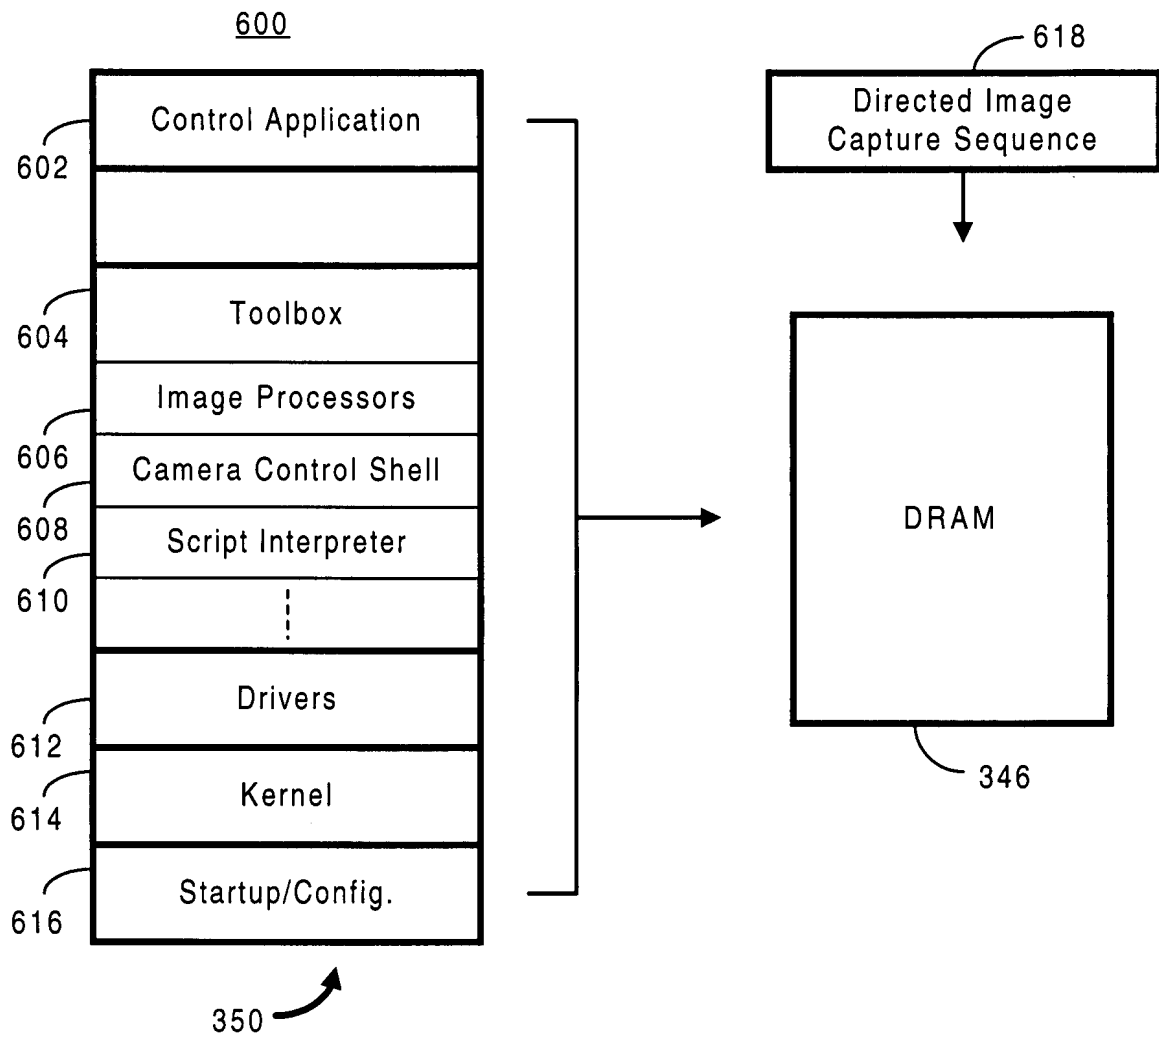 600
618
Control Application
Directed Image
Capture Sequence
602
Toolbox
604
Image Processors
606
Camera Control Shell
608
Script Interpreter
DRAM
610
Drivers
612
346
Kernel
614
Startup/Config.
616
350